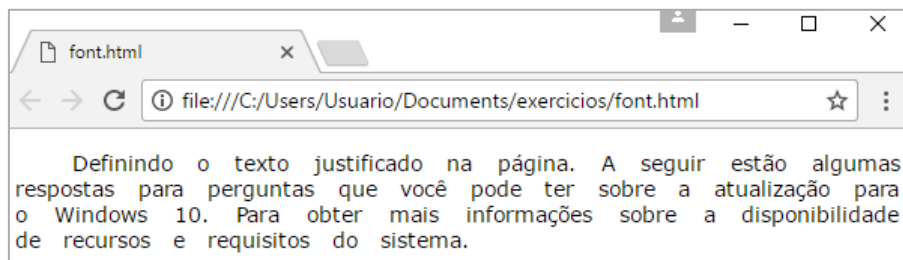 font.html
file:///C:/Users/Usuario/Documents/exercicios/font.html
Definindo o texto justificado na página. A seguir estão algumas
respostas para perguntas que você pode ter sobre a atualização para
o Windows 10. Para obter mais informações sobre a disponibilidade
de recursos e requisitos do sistema.